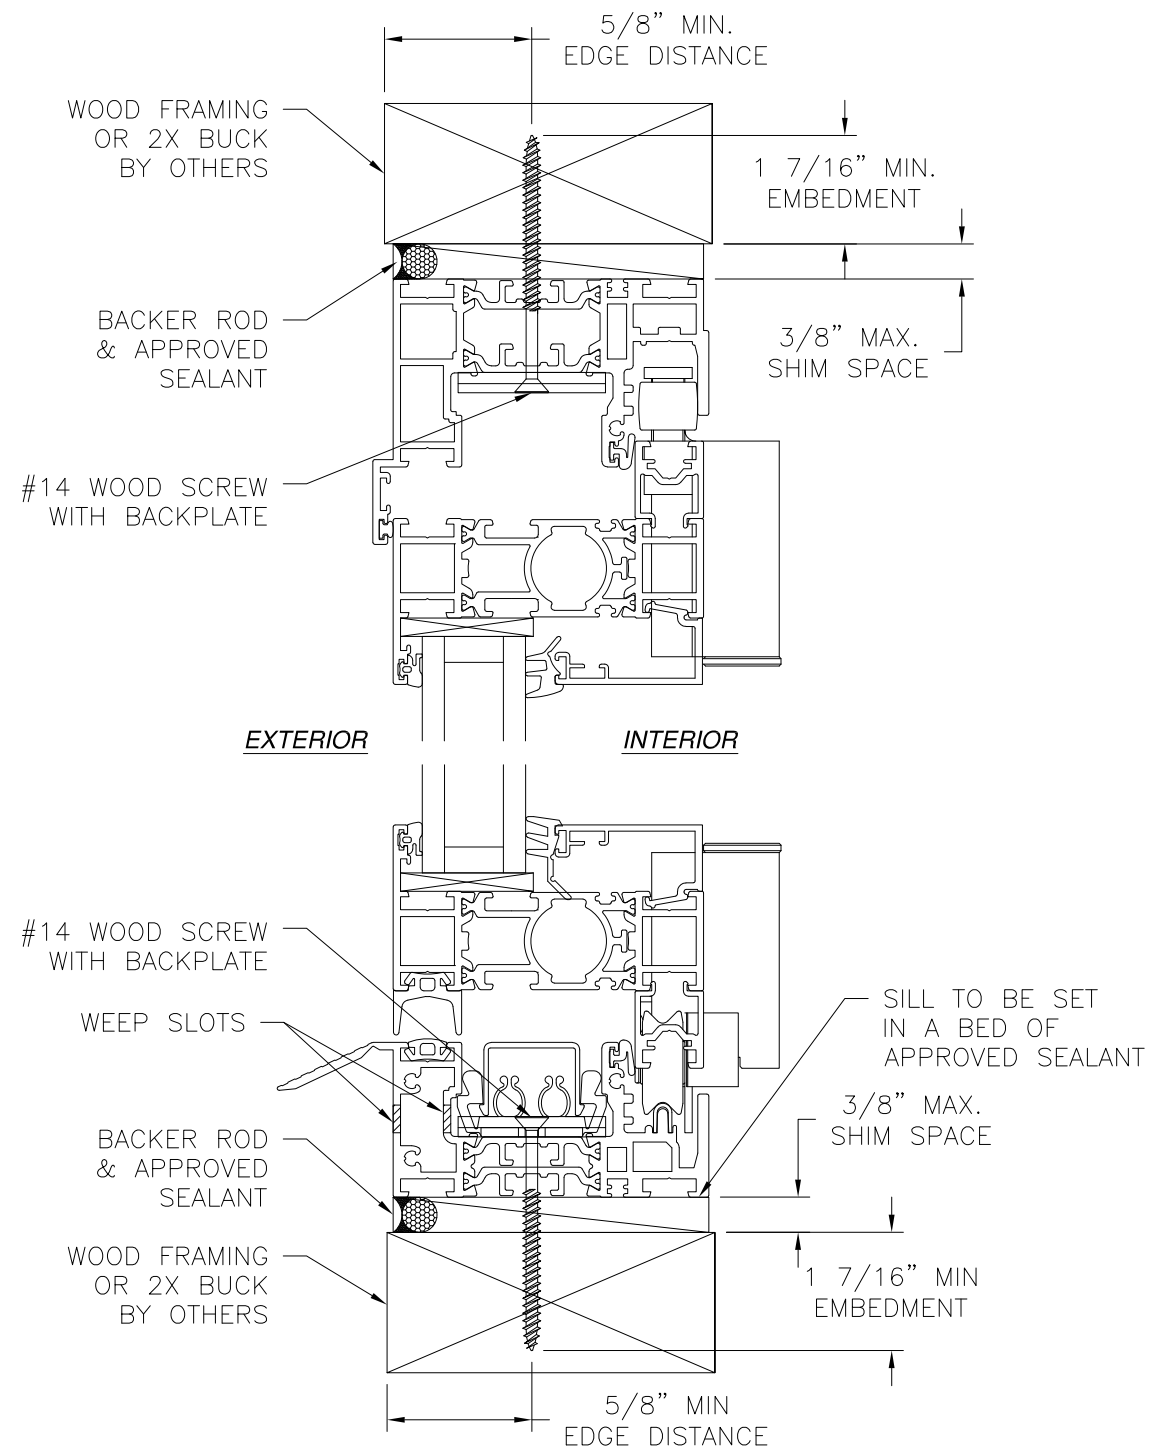 5/8” MIN.
EDGE DISTANCE
WOOD FRAMING
OR 2X BUCK
BY OTHERS
1 7/16” MIN.
EMBEDMENT
BACKER ROD
& APPROVED
SEALANT
3/8” MAX.
SHIM SPACE
#14 WOOD SCREW
WITH BACKPLATE
EXTERIOR
INTERIOR
#14 WOOD SCREW
WITH BACKPLATE
WEEP SLOTS
SILL TO BE SET
IN A BED OF
APPROVED SEALANT
3/8” MAX.
SHIM SPACE
BACKER ROD
& APPROVED
SEALANT
WOOD FRAMING
OR 2X BUCK
BY OTHERS
1 7/16” MIN
EMBEDMENT
5/8” MIN
EDGE DISTANCE